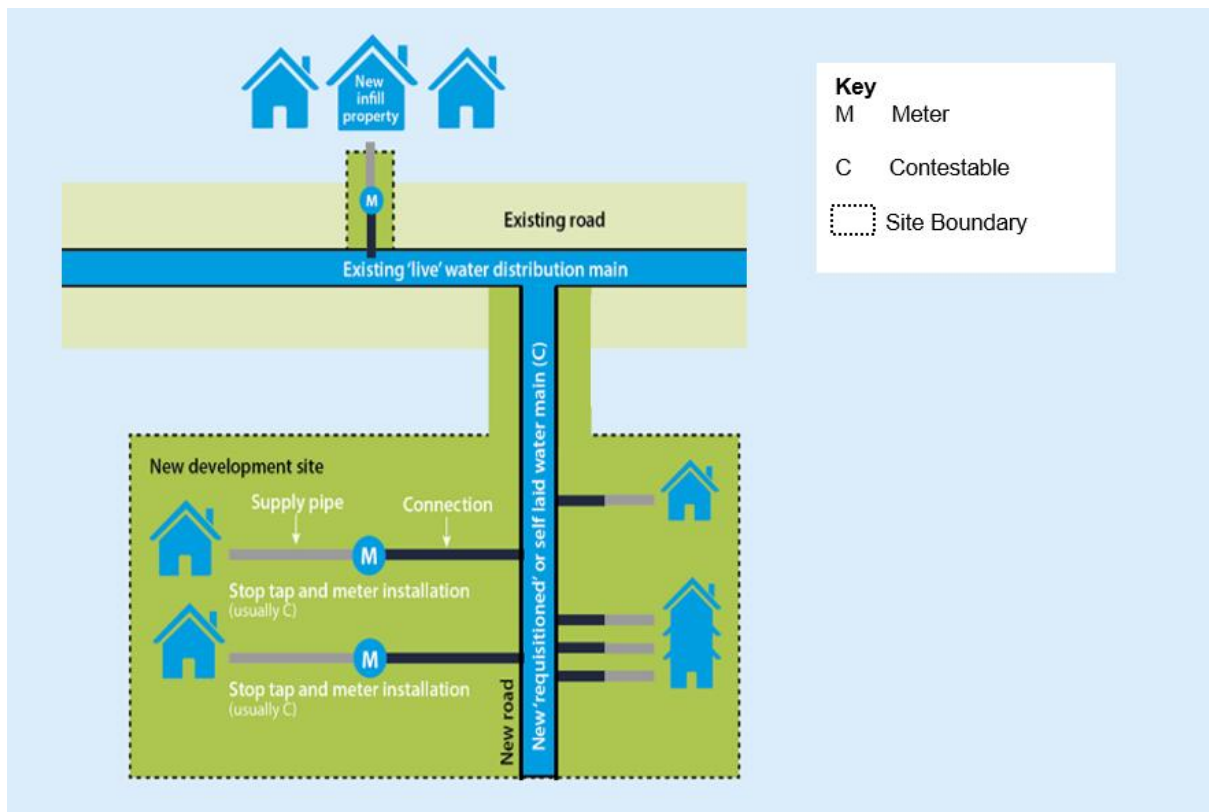 New
infill
property
M
Existing road
Existing 'live' water distribution main
Key
M Meter
C Contestable
Site Boundary
New development site
Supply pipe
Connection
M
Stop tap and meter installation
(usually C)
M
Stop tap and meter installation
(usually C)
New road
New 'requisitioned' or self laid water main (C)